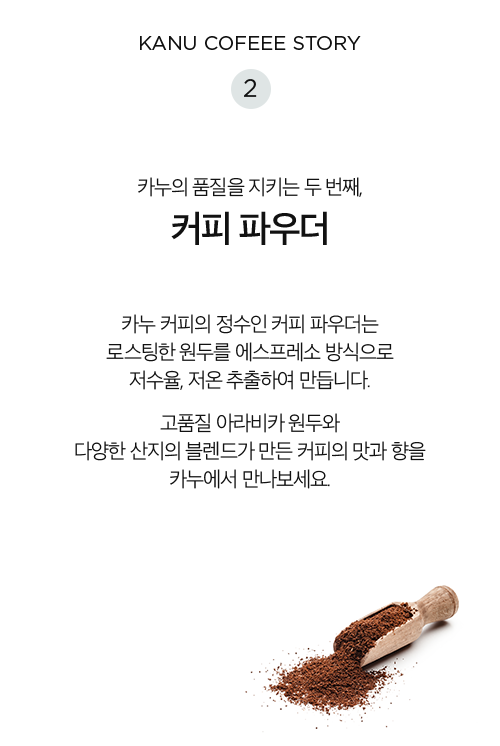 KANU COFEEE STORY
2
카누의 품질을 지키는 두 번째,
커피 파우더
카누 커피의 정수인 커피 파우더는
로스팅한 원두를 에스프레소 방식으로
저수율, 저온 추출하여 만듭니다.
고품질 아라비카 원두와
다양한 산지의 블렌드가 만든 커피의 맛과 향을
카누에서 만나보세요.